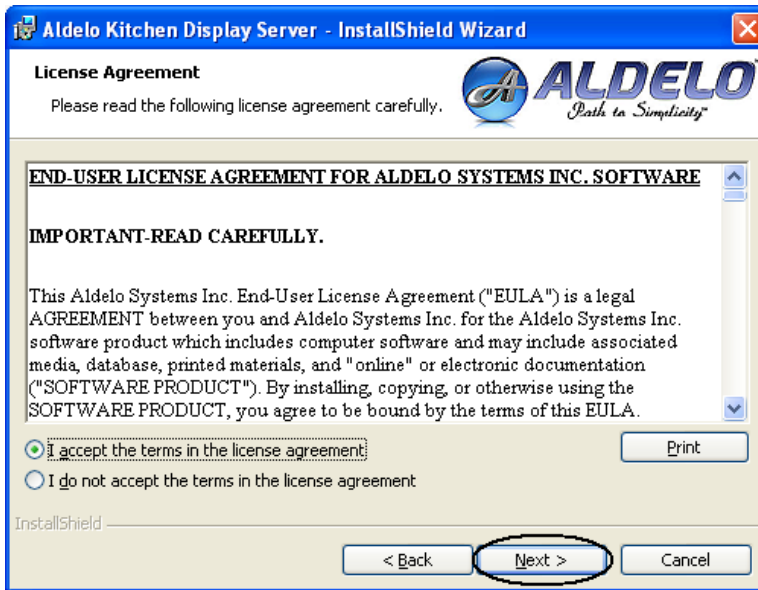 Aldelo Kitchen Display Server - InstallShield Wizard
License Agreement
Please read the following license agreement carefully.
ALDELO
Path to Simplicity™
END-USER LICENSE AGREEMENT FOR ALDELO SYSTEMS INC. SOFTWARE
IMPORTANT-READ CAREFULLY.
This Aldelo Systems Inc. End-User License Agreement ("EULA") is a legal
AGREEMENT between you and Aldelo Systems Inc. for the Aldelo Systems Inc.
software product which includes computer software and may include associated
media, database, printed materials, and "online" or electronic documentation
("SOFTWARE PRODUCT"). By installing, copying, or otherwise using the
SOFTWARE PRODUCT, you agree to be bound by the terms of this EULA.
I accept the terms in the license agreement
Print
I do not accept the terms in the license agreement
InstallShield
< Back
Next >
Cancel